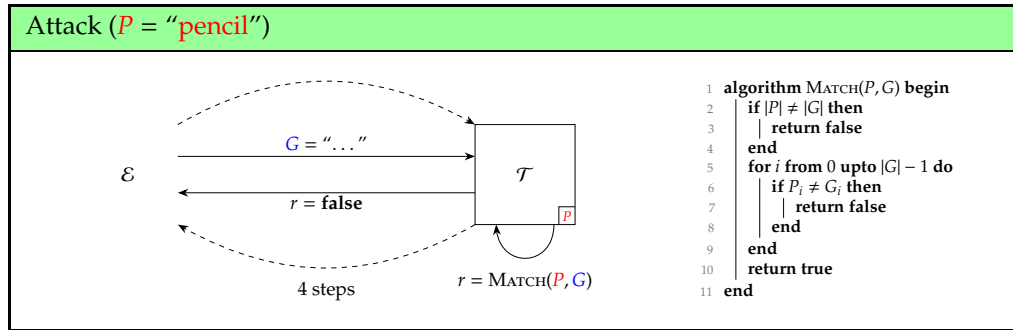 Attack (P = “pencil”)
G = “. . . ”
ℰ
𝒯
r = false
P
4 steps
r = Match(P, G)
1 algorithm Match(P, G) begin
2 if |P| ≠ |G| then
3 return false
4 end
5 for i from 0 upto |G| − 1 do
6 if Pᵢ ≠ Gᵢ then
7 return false
8 end
9 end
10 return true
11 end